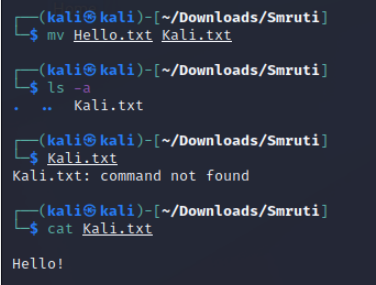 ┌──(kali㉿kali)-[~/Downloads/Smruti]
└─$ mv Hello.txt Kali.txt
┌──(kali㉿kali)-[~/Downloads/Smruti]
└─$ ls -a
.  ..  Kali.txt
┌──(kali㉿kali)-[~/Downloads/Smruti]
└─$ Kali.txt
Kali.txt: command not found
┌──(kali㉿kali)-[~/Downloads/Smruti]
└─$ cat Kali.txt
Hello!